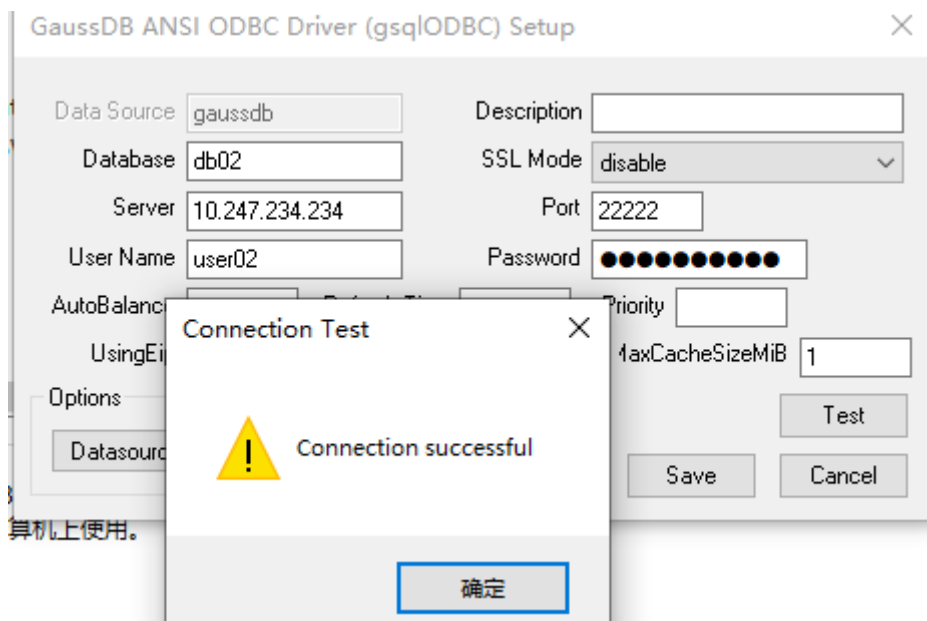 GaussDB ANSI ODBC Driver (gsqlODBC) Setup
Data Source gaussdb Description
Database db02 SSL Mode disable
Server 10.247.234.234 Port 22222
User Name user02 Password ●●●●●●●●●●
Priority
Connection Test
MaxCacheSizeMiB 1
Options
Test
Connection successful
Save Cancel
算机上使用。
确定